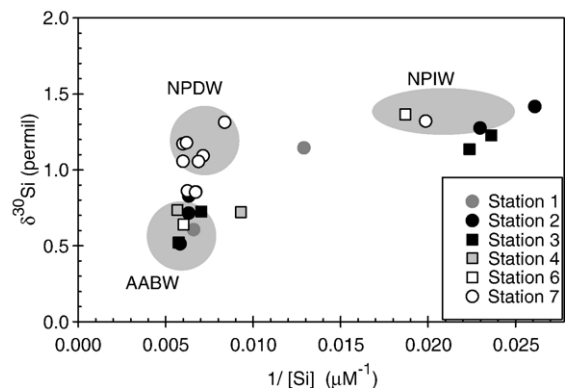 2.0
NPDW
NPIW
1.5
δ³⁰Si (permil)
1.0
0.5
AABW
0.0
Station 1
Station 2
Station 3
Station 4
Station 6
Station 7
0.000 0.005 0.010 0.015 0.020 0.025
1/ [Si] (μM⁻¹)